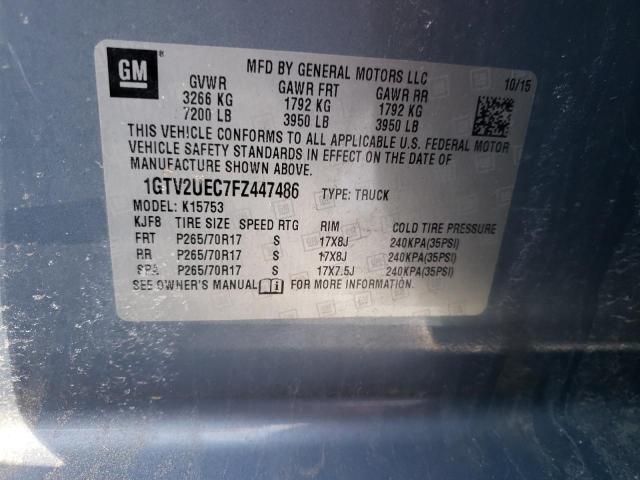 GM
®
MFD BY GENERAL MOTORS LLC
10/15
GVWR GAWR FRT GAWR RR
3266 KG 1792 KG 1792 KG
7200 LB 3950 LB 3950 LB
THIS VEHICLE CONFORMS TO ALL APPLICABLE U.S. FEDERAL MOTOR
VEHICLE SAFETY STANDARDS IN EFFECT ON THE DATE OF
MANUFACTURE SHOWN ABOVE.
1GTV2UEC7FZ447486 TYPE: TRUCK
MODEL: K15753
KJF8 TIRE SIZE SPEED RTG RIM COLD TIRE PRESSURE
FRT P265/70R17 S 17X8J 240KPA(35PSI)
RR P265/70R17 S 17X8J 240KPA(35PSI)
SPA P265/70R17 S 17X7.5J 240KPA(35PSI)
SEE OWNER'S MANUAL i FOR MORE INFORMATION.